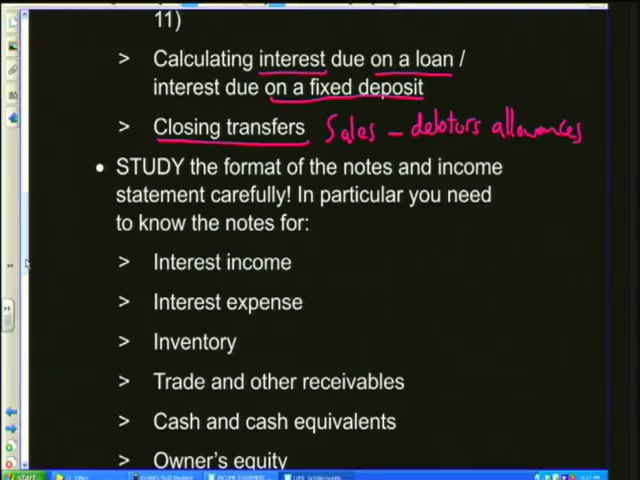 11)
> Calculating interest due on a loan /
interest due on a fixed deposit
> Closing transfers Sales – debtors allowances
• STUDY the format of the notes and income
statement carefully! In particular you need
to know the notes for:
> Interest income
> Interest expense
> Inventory
> Trade and other receivables
> Cash and cash equivalents
> Owner's equity
start